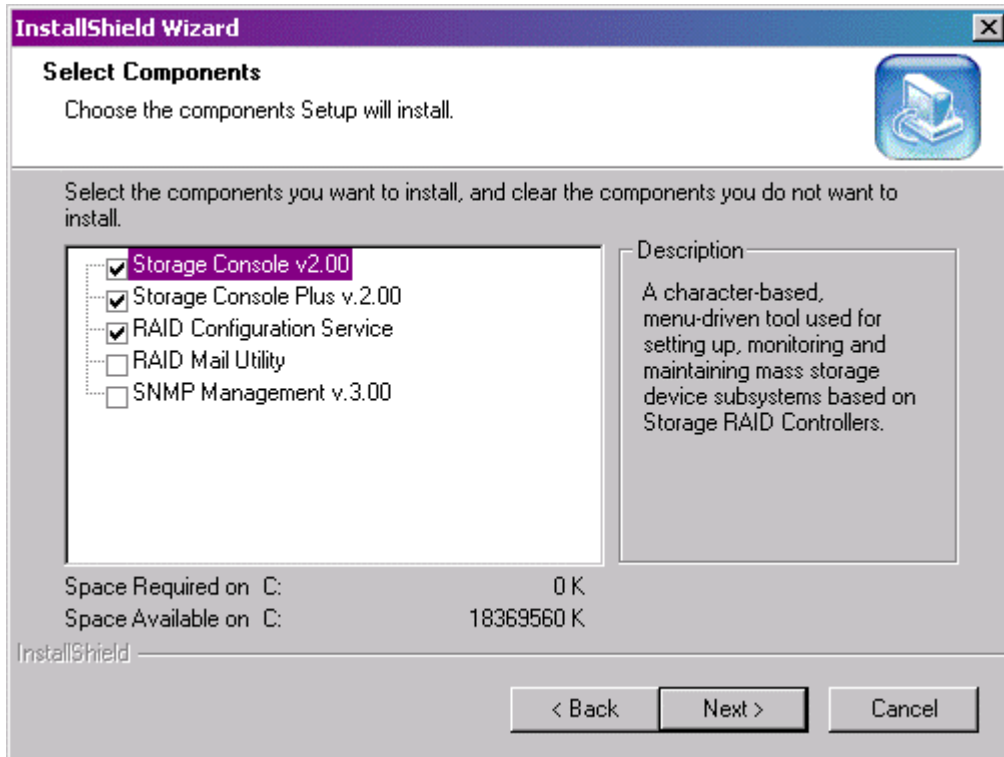 InstallShield Wizard
Select Components
Choose the components Setup will install.
Select the components you want to install, and clear the components you do not want to
install.
Storage Console v2.00
Storage Console Plus v.2.00
RAID Configuration Service
RAID Mail Utility
SNMP Management v.3.00
Description
A character-based,
menu-driven tool used for
setting up, monitoring and
maintaining mass storage
device subsystems based on
Storage RAID Controllers.
Space Required on C: 0 K
Space Available on C: 18369560 K
InstallShield
< Back Next > Cancel